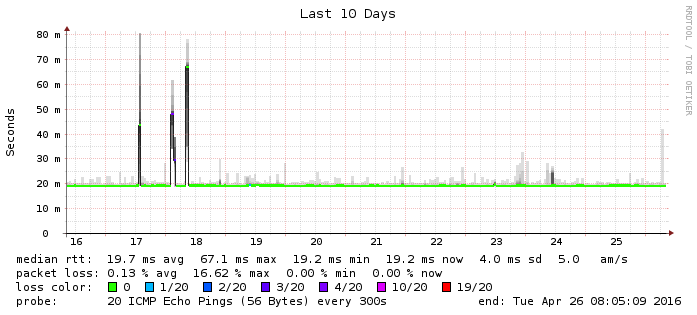 Last 10 Days
RRDTOOL / TOBI OETIKER
Seconds
80 m
70 m
60 m
50 m
40 m
30 m
20 m
10 m
0
16 17 18 19 20 21 22 23 24 25
median rtt: 19.7 ms avg 67.1 ms max 19.2 ms min 19.2 ms now 4.0 ms sd 5.0 am/s
packet loss: 0.13 % avg 16.62 % max 0.00 % min 0.00 % now
loss color: 0 1/20 2/20 3/20 4/20 10/20 19/20
probe: 20 ICMP Echo Pings (56 Bytes) every 300s end: Tue Apr 26 08:05:09 2016